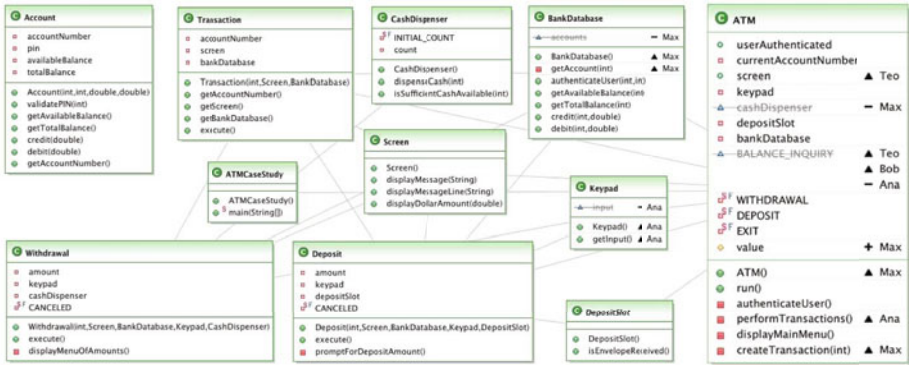 C Account
accountNumber
pin
availableBalance
totalBalance
Account(int,int,double,double)
validatePIN(int)
getAvailableBalance()
getTotalBalance()
credit(double)
debit(double)
getAccountNumber()
C Transaction
accountNumber
screen
bankDatabase
Transaction(int,Screen,BankDatabase)
getAccountNumber()
getScreen()
getBankDatabase()
execute()
C CashDispenser
SF INITIAL_COUNT
count
CashDispenser()
dispenseCash(int)
isSufficientCashAvailable(int)
C BankDatabase
accounts − Max
BankDatabase() ▲ Max
getAccount(int) ▲ Max
authenticateUser(int,int)
getAvailableBalance(int)
getTotalBalance(int)
credit(int,double)
debit(int,double)
C ATM
userAuthenticated
currentAccountNumber
screen ▲ Teo
keypad
cashDispenser − Max
depositSlot
bankDatabase
BALANCE_INQUIRY ▲ Teo
▲ Bob
− Ana
SF WITHDRAWAL
SF DEPOSIT
SF EXIT
value + Max
ATM() ▲ Max
run()
authenticateUser()
performTransactions() ▲ Ana
displayMainMenu()
createTransaction(int) ▲ Max
C ATMCaseStudy
ATMCaseStudy()
S main(String[])
C Screen
Screen()
displayMessage(String)
displayMessageLine(String)
displayDolarAmount(double)
C Keypad
input − Ana
Keypad() Ana
getInput() Ana
C Withdrawal
amount
keypad
cashDispenser
SF CANCELED
Withdrawal(int,Screen,BankDatabase,Keypad,CashDispenser)
execute()
displayMenuOfAmounts()
C Deposit
amount
keypad
depositSlot
SF CANCELED
Deposit(int,Screen,BankDatabase,Keypad,DepositSlot)
execute()
promptForDepositAmount()
C DepositSlot
DepositSlot()
isEnvelopeReceived()